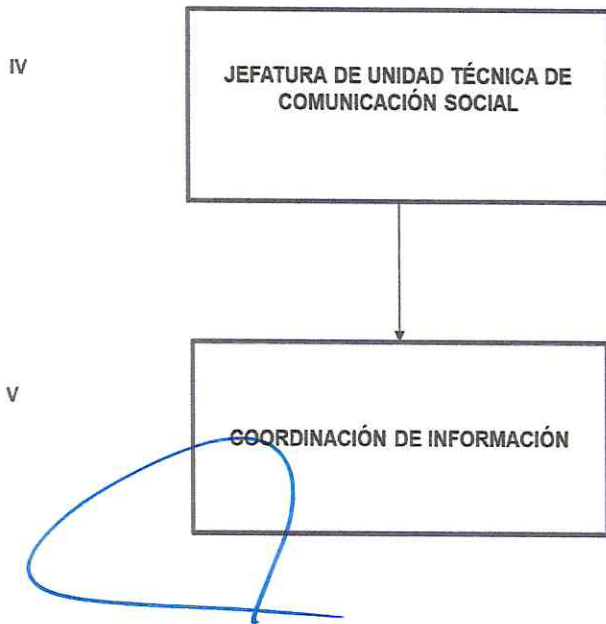 IV
JEFATURA DE UNIDAD TÉCNICA DE
COMUNICACIÓN SOCIAL
V
COORDINACIÓN DE INFORMACIÓN